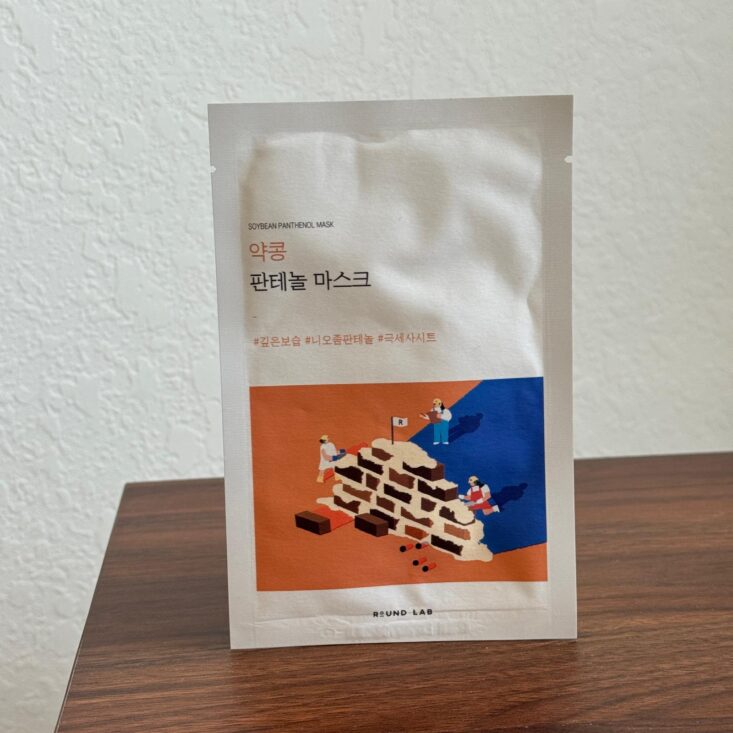 SOYBEAN PANTHENOL MASK
약콩
판테놀 마스크
-
#깊은보습 #니오좀판테놀 #극세사시트
R
ROUND LAB